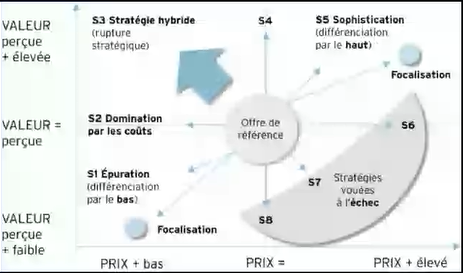 VALEUR
perçue
+ élevée
S3 Stratégie hybride
(rupture
stratégique)
S4
S5 Sophistication
(différenciation
par le haut)
Focalisation
VALEUR =
perçue
S2 Domination
par les coûts
Offre de
référence
S6
S1 Épuration
(différenciation
par le bas)
S7
Stratégies
vouées
à l'échec
VALEUR
perçue
+ faible
Focalisation
S8
PRIX + bas
PRIX =
PRIX + élevé